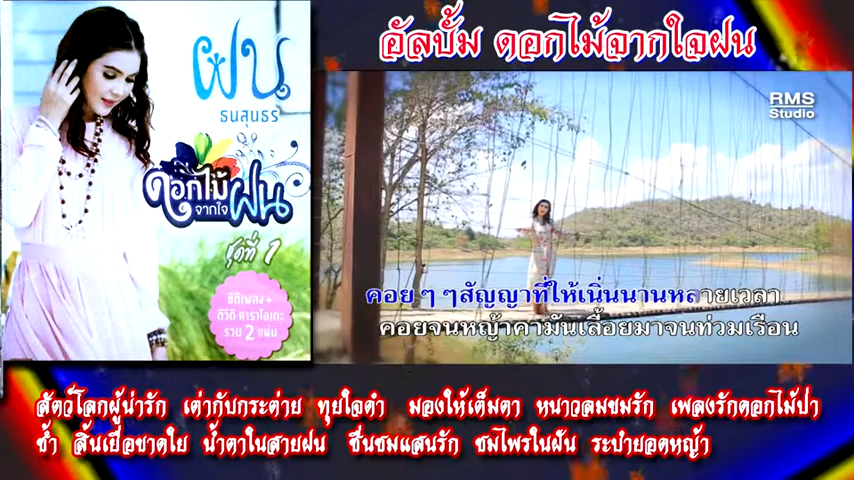 อัลบั้ม ดอกไม้จากใจฝน
ฝน
ธนสุนธร
ดอกไม้
จากใจ ฝน
ชุดที่ 1
ซีดีเพลง +
ดีวีดี คาราโอเกะ
รวม 2 แผ่น
RMS
Studio
คอย ๆ ๆสัญญาที่ให้เนิ่นนานหลายเวลา
คอยจนหญ้าคามันเลื้อยมาจนท่วมเรือน
สัตว์โลกผู้น่ารัก เต่ากับกระต่าย ทุยใจดำ มองให้เต็มตา หนาวลมชมรัก เพลงรักดอกไม้ป่า
ช้ำ สิ้นเยื่อขาดใย น้ำตาในสายฝน ชื่นชมแสนรัก ชมไพรในฝัน ระบำยอดหญ้า